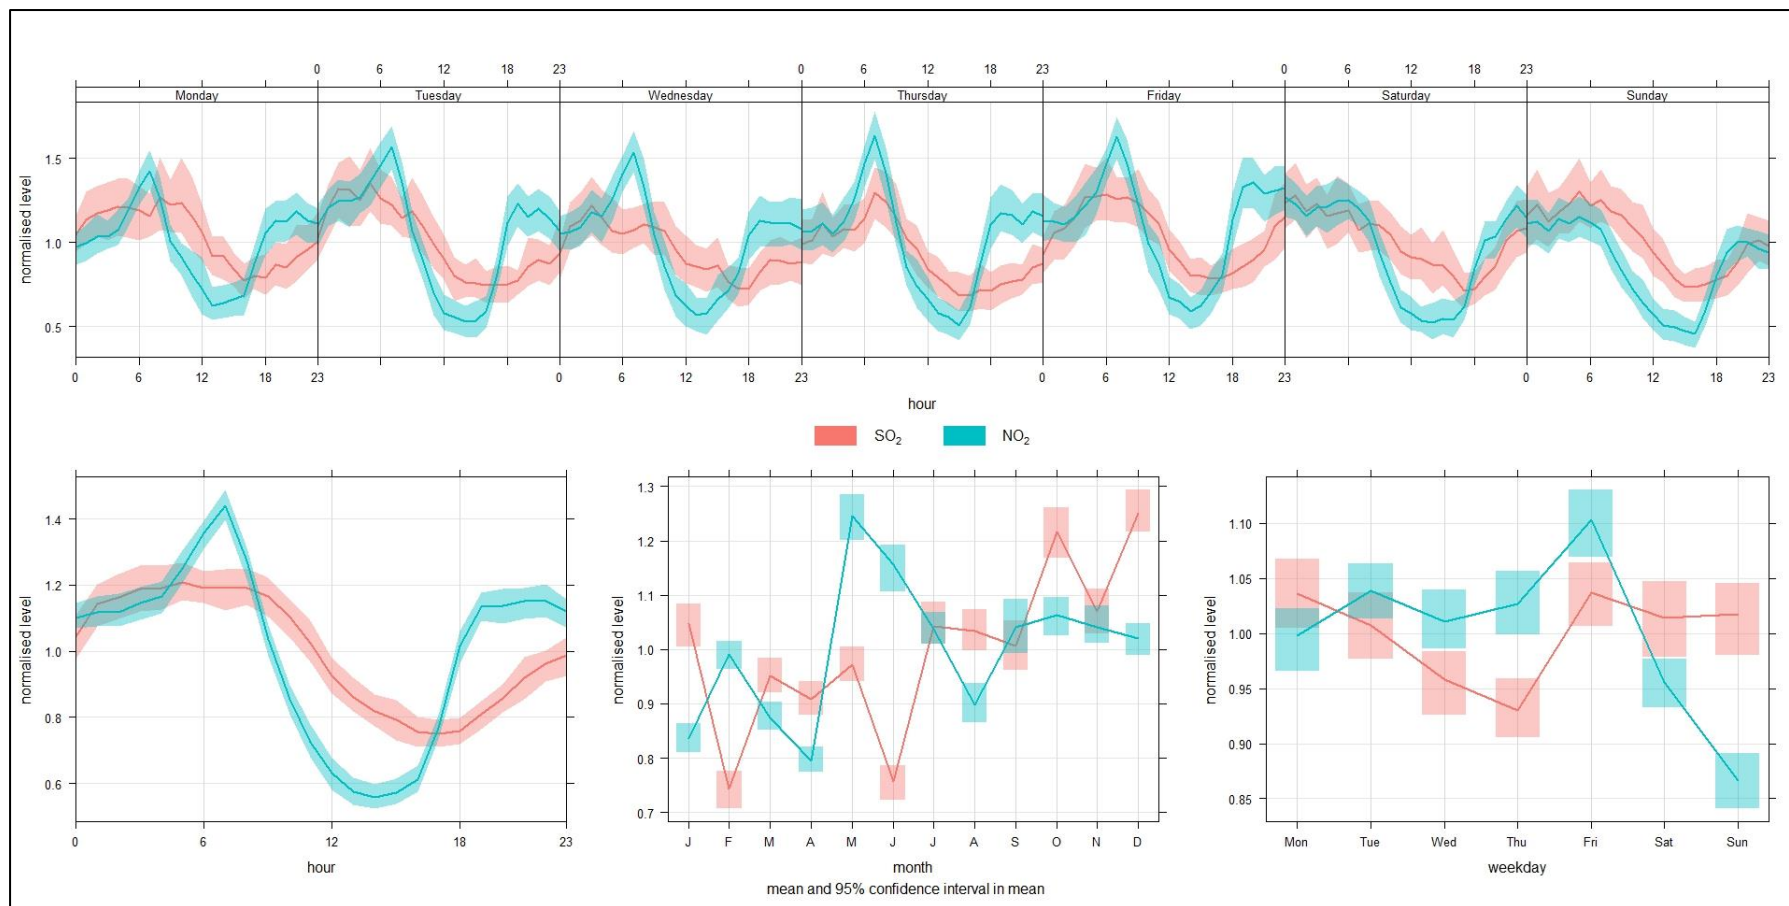 0 6 12 18 23 0 6 12 18 23 0 6 12 18 23
Monday Tuesday Wednesday Thursday Friday Saturday Sunday
normalised level
1.5
1.0
0.5
0 6 12 18 23 0 6 12 18 23 0 6 12 18 23 0 6 12 18 23
hour
SO₂ NO₂
normalised level
1.4
1.2
1.0
0.8
0.6
0 6 12 18 23
hour
normalised level
1.3
1.2
1.1
1.0
0.9
0.8
0.7
J F M A M J J A S O N D
month
mean and 95% confidence interval in mean
normalised level
1.10
1.05
1.00
0.95
0.90
0.85
Mon Tue Wed Thu Fri Sat Sun
weekday